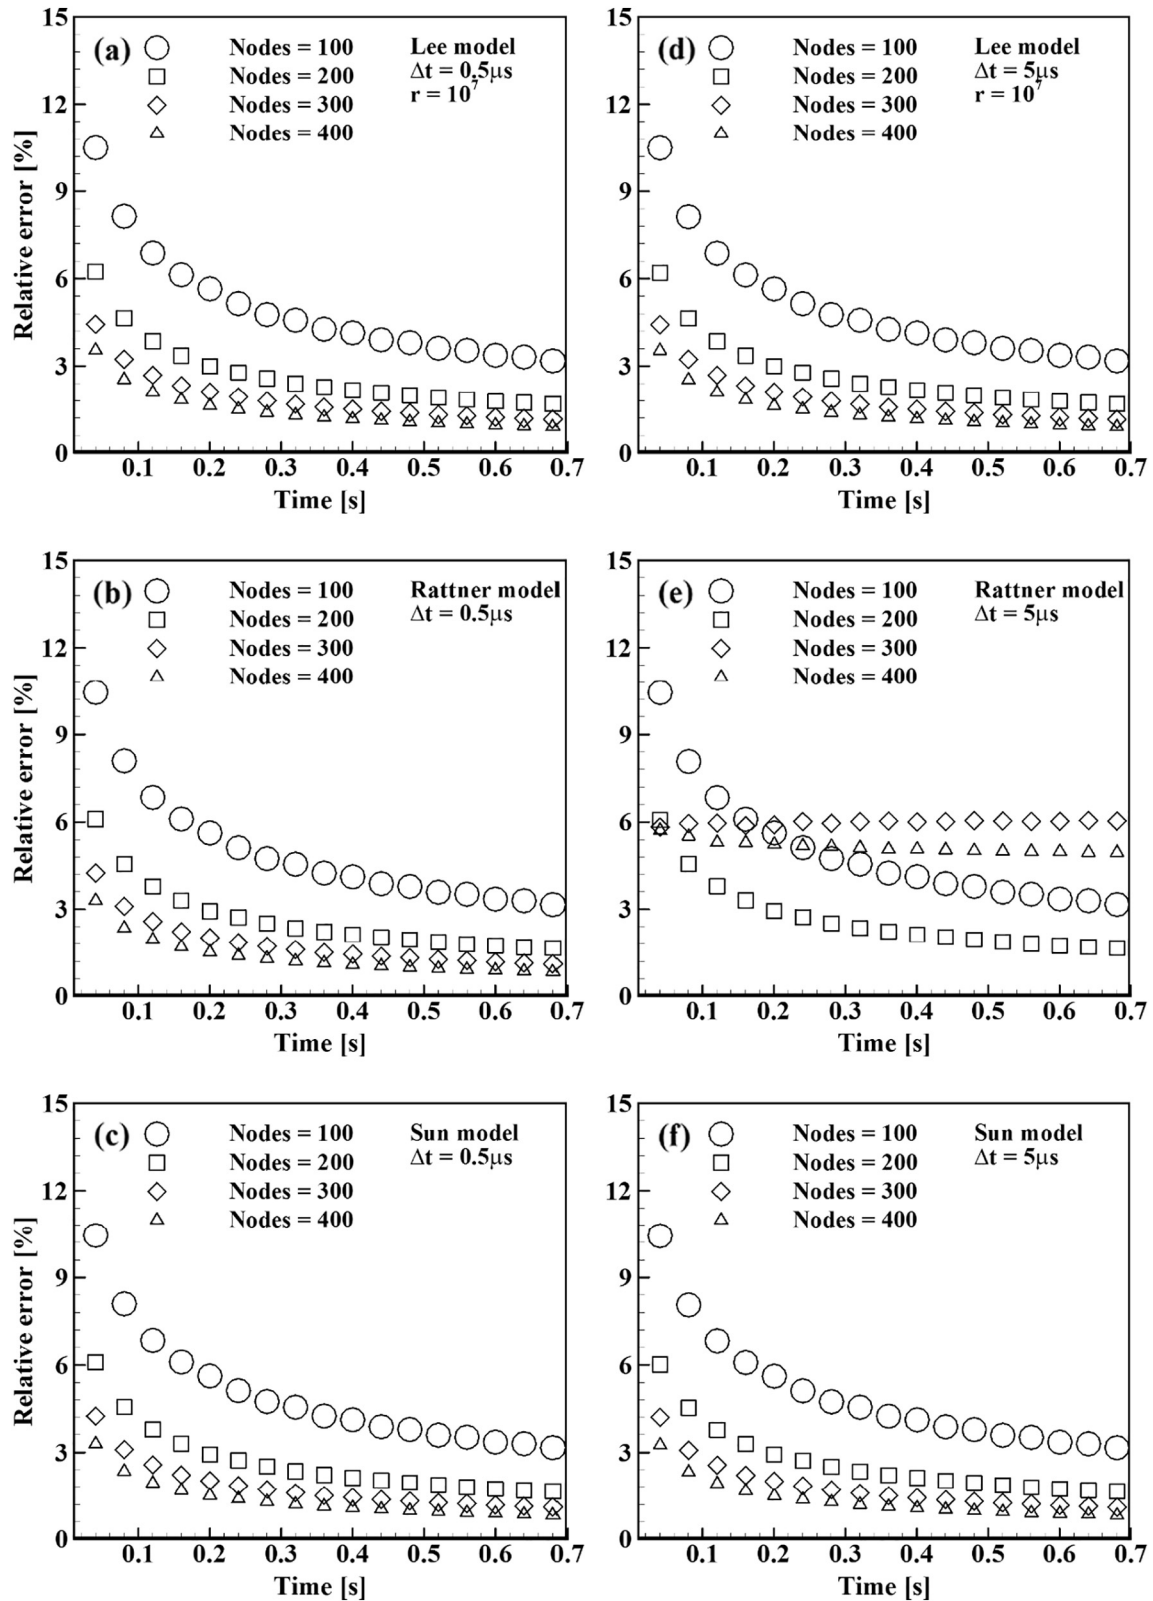 15
12
9
6
3
0
Relative error [%]
(a)
Nodes = 100
Nodes = 200
Nodes = 300
Nodes = 400
Lee model
Δt = 0.5μs
r = 10⁷
0.1 0.2 0.3 0.4 0.5 0.6 0.7
Time [s]
15
12
9
6
3
0
(d)
Nodes = 100
Nodes = 200
Nodes = 300
Nodes = 400
Lee model
Δt = 5μs
r = 10⁷
0.1 0.2 0.3 0.4 0.5 0.6 0.7
Time [s]
15
12
9
6
3
0
Relative error [%]
(b)
Nodes = 100
Nodes = 200
Nodes = 300
Nodes = 400
Rattner model
Δt = 0.5μs
0.1 0.2 0.3 0.4 0.5 0.6 0.7
Time [s]
15
12
9
6
3
0
(e)
Nodes = 100
Nodes = 200
Nodes = 300
Nodes = 400
Rattner model
Δt = 5μs
0.1 0.2 0.3 0.4 0.5 0.6 0.7
Time [s]
15
12
9
6
3
0
Relative error [%]
(c)
Nodes = 100
Nodes = 200
Nodes = 300
Nodes = 400
Sun model
Δt = 0.5μs
0.1 0.2 0.3 0.4 0.5 0.6 0.7
Time [s]
15
12
9
6
3
0
(f)
Nodes = 100
Nodes = 200
Nodes = 300
Nodes = 400
Sun model
Δt = 5μs
0.1 0.2 0.3 0.4 0.5 0.6 0.7
Time [s]